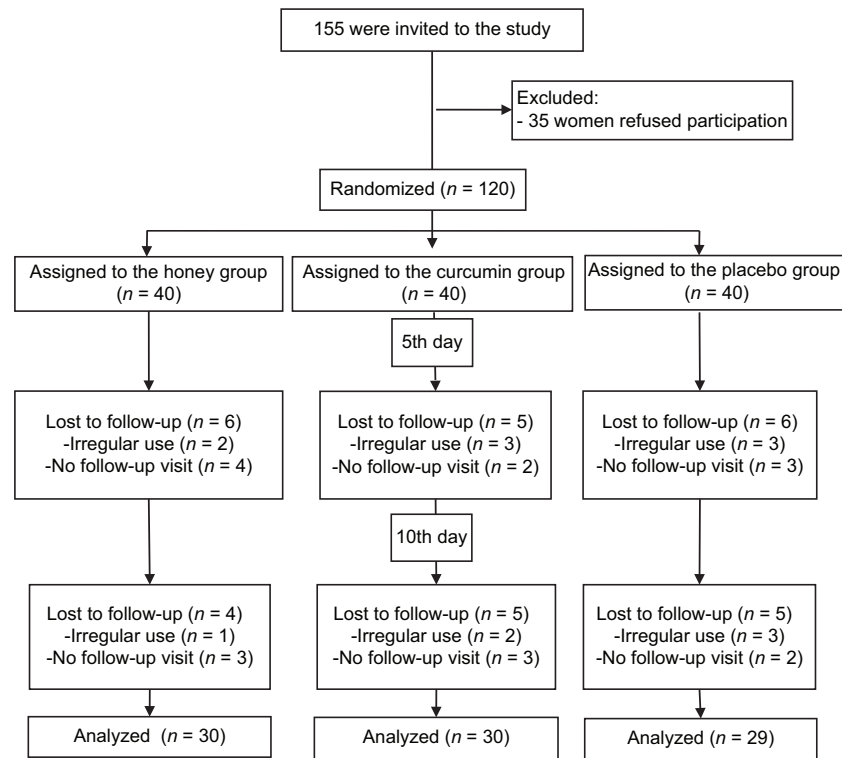 155 were invited to the study
Excluded:
- 35 women refused participation
Randomized (n = 120)
Assigned to the honey group
(n = 40)
Assigned to the curcumin group
(n = 40)
Assigned to the placebo group
(n = 40)
5th day
Lost to follow-up (n = 6)
-Irregular use (n = 2)
-No follow-up visit (n = 4)
Lost to follow-up (n = 5)
-Irregular use (n = 3)
-No follow-up visit (n = 2)
Lost to follow-up (n = 6)
-Irregular use (n = 3)
-No follow-up visit (n = 3)
10th day
Lost to follow-up (n = 4)
-Irregular use (n = 1)
-No follow-up visit (n = 3)
Lost to follow-up (n = 5)
-Irregular use (n = 2)
-No follow-up visit (n = 3)
Lost to follow-up (n = 5)
-Irregular use (n = 3)
-No follow-up visit (n = 2)
Analyzed (n = 30)
Analyzed (n = 30)
Analyzed (n = 29)